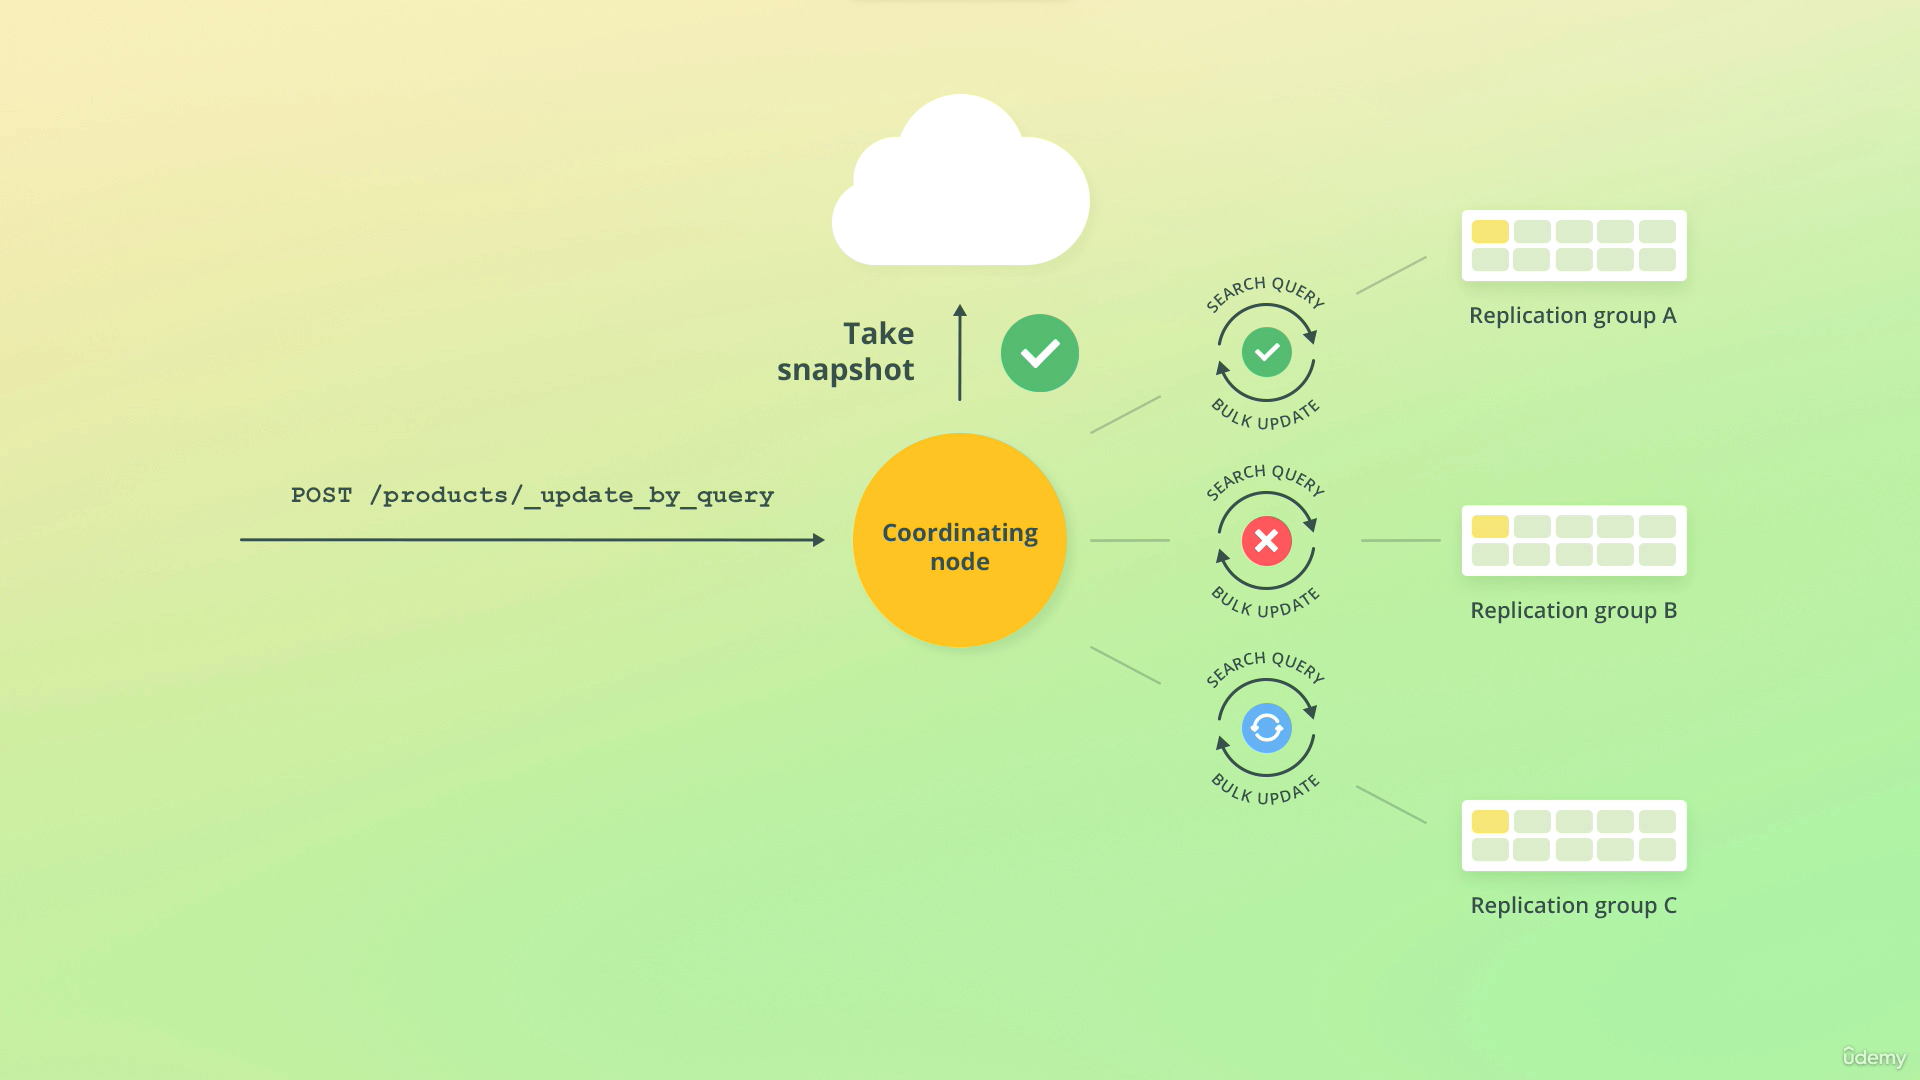 Take
snapshot
POST /products/_update_by_query
Coordinating
node
SEARCH QUERY
BULK UPDATE
SEARCH QUERY
BULK UPDATE
SEARCH QUERY
BULK UPDATE
Replication group A
Replication group B
Replication group C
ûdemy